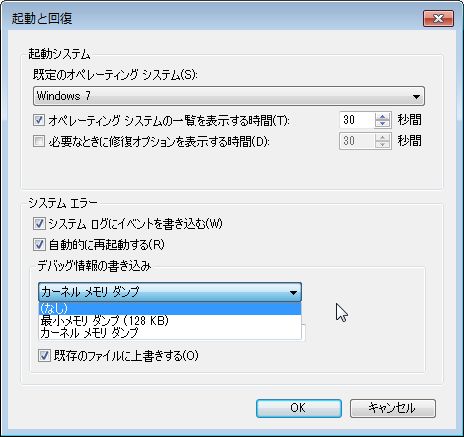 起動と回復
起動システム
既定のオペレーティング システム(S):
Windows 7
オペレーティング システムの一覧を表示する時間(T):
30
秒間
必要なときに修復オプションを表示する時間(D):
30
秒間
システム エラー
システム ログにイベントを書き込む(W)
自動的に再起動する(R)
デバッグ情報の書き込み
カーネル メモリ ダンプ
(なし)
最小メモリ ダンプ (128 KB)
カーネル メモリ ダンプ
既存のファイルに上書きする(O)
OK
キャンセル